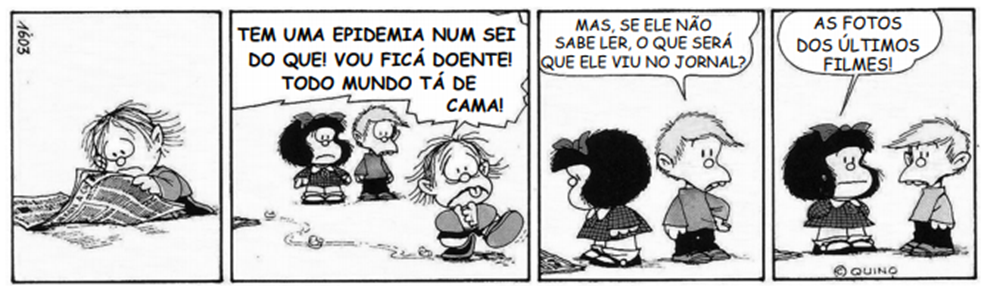 1603
TEM UMA EPIDEMIA NUM SEI
DO QUE! VOU FICÁ DOENTE!
TODO MUNDO TÁ DE
CAMA!
MAS, SE ELE NÃO
SABE LER, O QUE SERÁ
QUE ELE VIU NO JORNAL?
AS FOTOS
DOS ÚLTIMOS
FILMES!
© QUINO